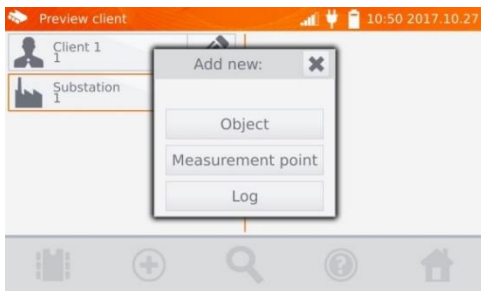 Preview client
10:50 2017.10.27
Client 1
1
Substation
1
Add new:
Object
Measurement point
Log